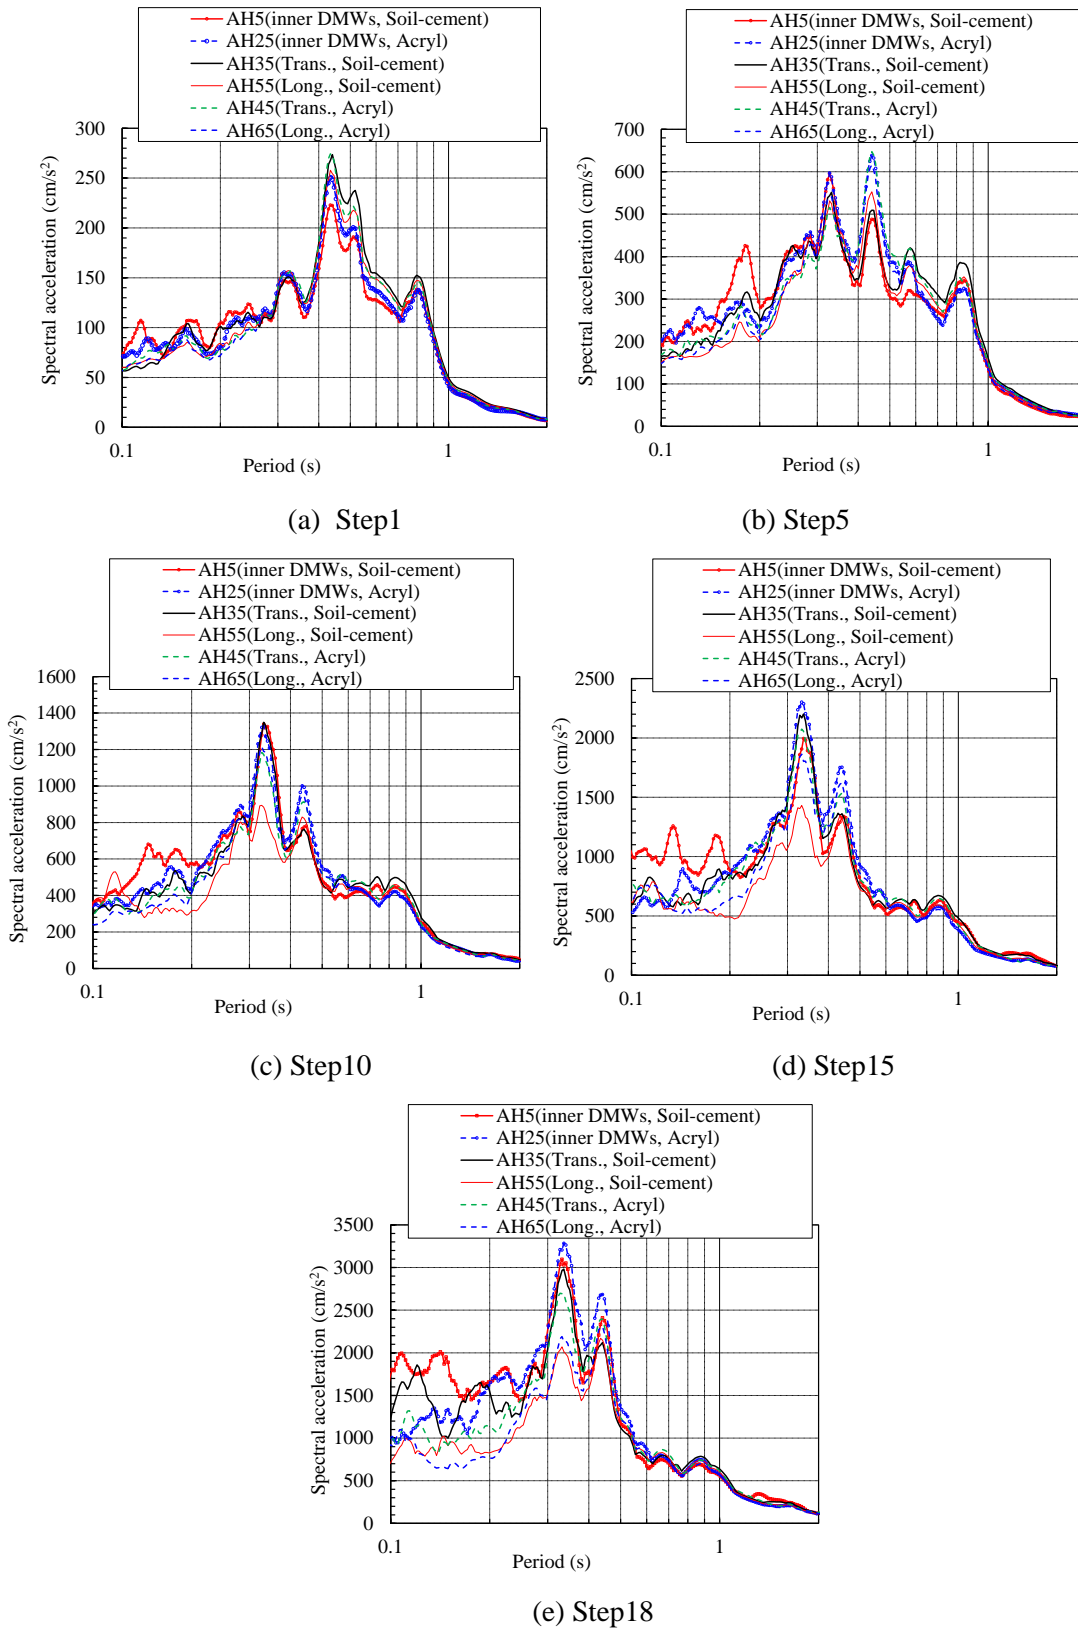 AH5(inner DMWs, Soil-cement)
AH25(inner DMWs, Acryl)
AH35(Trans., Soil-cement)
AH55(Long., Soil-cement)
AH45(Trans., Acryl)
AH65(Long., Acryl)
300
250
200
150
100
50
0
0.1
1
Spectral acceleration (cm/s²)
Period (s)
(a) Step1
AH5(inner DMWs, Soil-cement)
AH25(inner DMWs, Acryl)
AH35(Trans., Soil-cement)
AH55(Long., Soil-cement)
AH45(Trans., Acryl)
AH65(Long., Acryl)
700
600
500
400
300
200
100
0
0.1
1
Spectral acceleration (cm/s²)
Period (s)
(b) Step5
AH5(inner DMWs, Soil-cement)
AH25(inner DMWs, Acryl)
AH35(Trans., Soil-cement)
AH55(Long., Soil-cement)
AH45(Trans., Acryl)
AH65(Long., Acryl)
1600
1400
1200
1000
800
600
400
200
0
0.1
1
Spectral acceleration (cm/s²)
Period (s)
(c) Step10
AH5(inner DMWs, Soil-cement)
AH25(inner DMWs, Acryl)
AH35(Trans., Soil-cement)
AH55(Long., Soil-cement)
AH45(Trans., Acryl)
AH65(Long., Acryl)
2500
2000
1500
1000
500
0
0.1
1
Spectral acceleration (cm/s²)
Period (s)
(d) Step15
AH5(inner DMWs, Soil-cement)
AH25(inner DMWs, Acryl)
AH35(Trans., Soil-cement)
AH55(Long., Soil-cement)
AH45(Trans., Acryl)
AH65(Long., Acryl)
3500
3000
2500
2000
1500
1000
500
0
0.1
1
Spectral acceleration (cm/s²)
Period (s)
(e) Step18